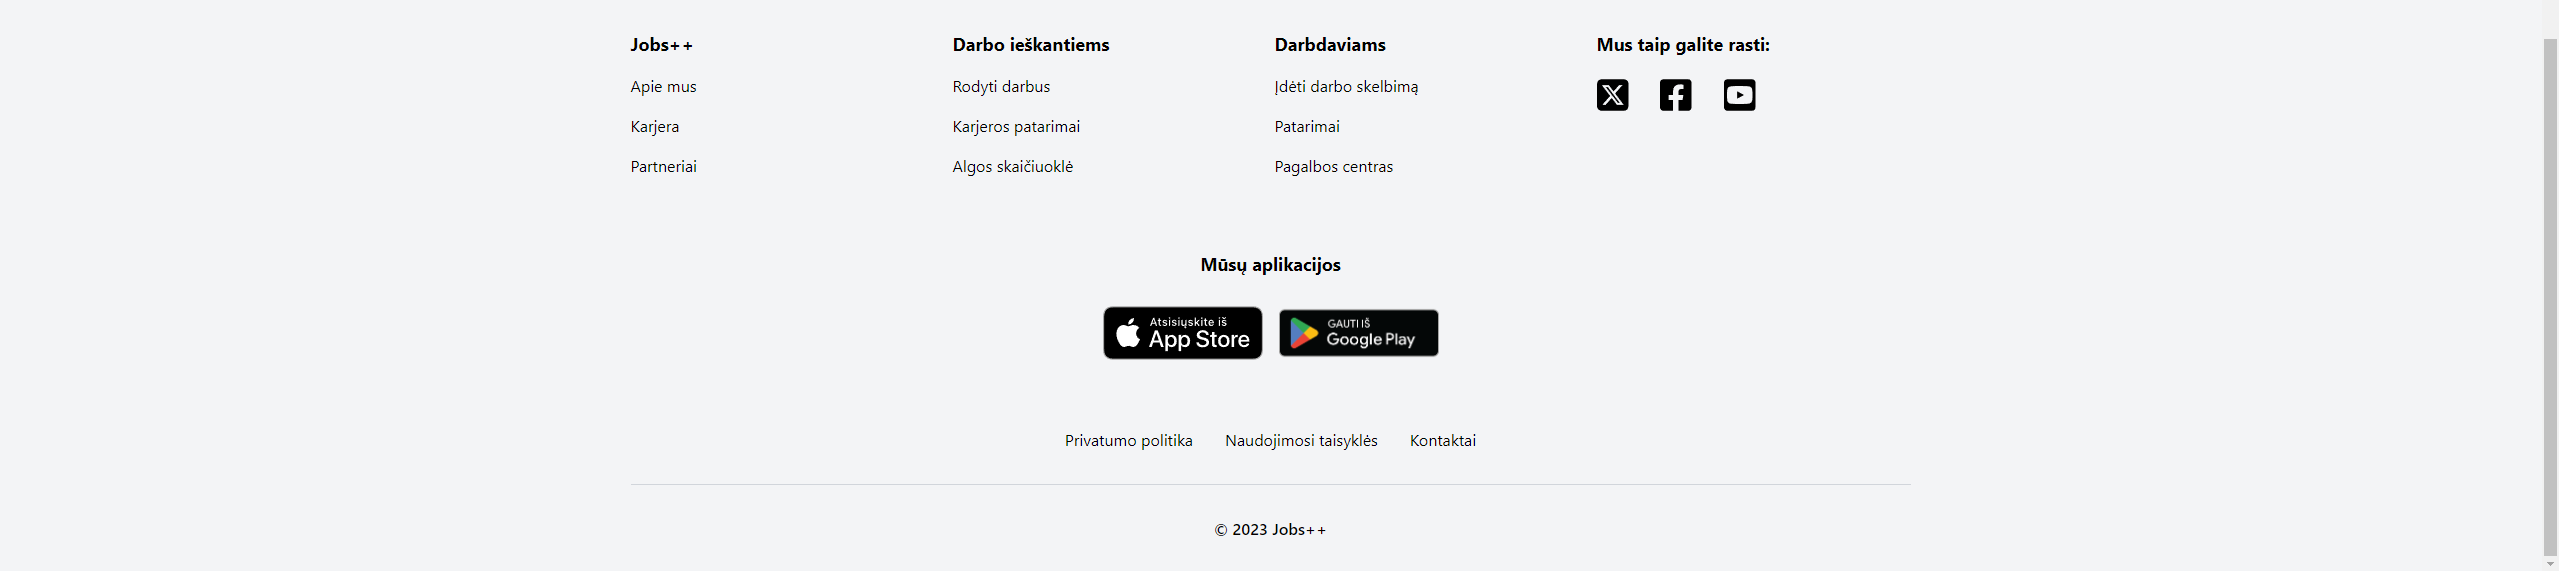 Jobs++
Apie mus
Karjera
Partneriai
Darbo ieškantiems
Rodyti darbus
Karjeros patarimai
Algos skaičiuoklė
Darbdaviams
Įdėti darbo skelbimą
Patarimai
Pagalbos centras
Mus taip galite rasti:
Mūsų aplikacijos
Atsisiųskite iš
App Store
GAUTI IŠ
Google Play
Privatumo politika
Naudojimosi taisyklės
Kontaktai
© 2023 Jobs++